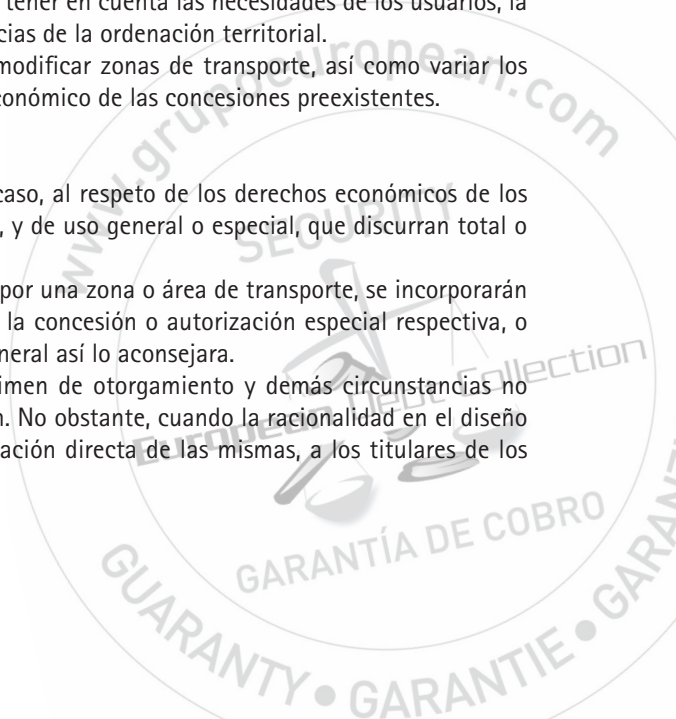 tener en cuenta las necesidades de los usuarios, la
cias de la ordenación territorial.
modificar zonas de transporte, así como variar los
conómico de las concesiones preexistentes.
caso, al respeto de los derechos económicos de los
, y de uso general o especial, que discurran total o
por una zona o área de transporte, se incorporarán
la concesión o autorización especial respectiva, o
neral así lo aconsejara.
imen de otorgamiento y demás circunstancias no
n. No obstante, cuando la racionalidad en el diseño
ación directa de las mismas, a los titulares de los
www.grupoeuropean.com
SECURITY
European Debt Collection
GARANTÍA DE COBRO
GUARANTY • GARANTIE • GARANT